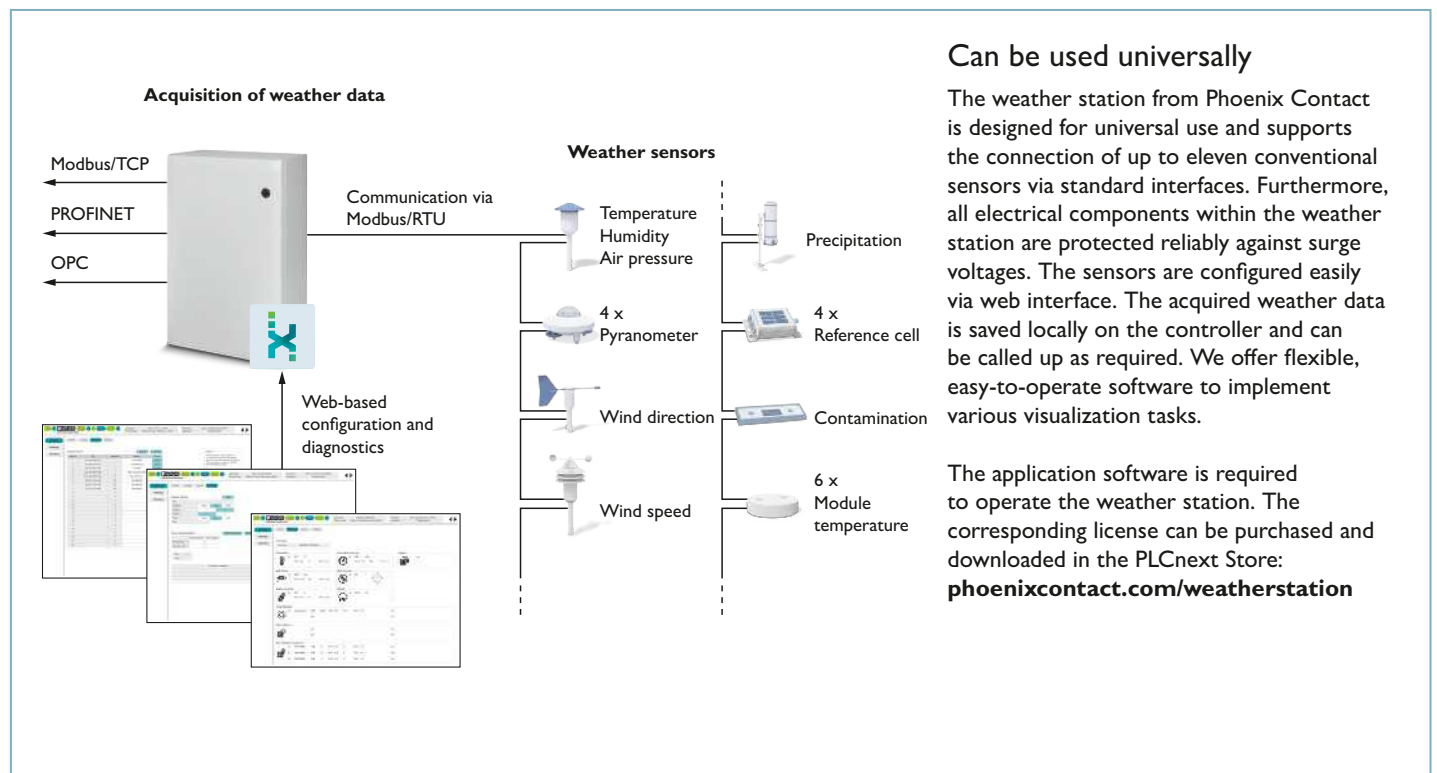 Acquisition of weather data
Modbus/TCP
PROFINET
OPC
Communication via
Modbus/RTU
Web-based
configuration and
diagnostics
Weather sensors
Temperature
Humidity
Air pressure
4 x
Pyranometer
Wind direction
Wind speed
Precipitation
4 x
Reference cell
Contamination
6 x
Module
temperature
Can be used universally
The weather station from Phoenix Contact
is designed for universal use and supports
the connection of up to eleven conventional
sensors via standard interfaces. Furthermore,
all electrical components within the weather
station are protected reliably against surge
voltages. The sensors are configured easily
via web interface. The acquired weather data
is saved locally on the controller and can
be called up as required. We offer flexible,
easy-to-operate software to implement
various visualization tasks.
The application software is required
to operate the weather station. The
corresponding license can be purchased and
downloaded in the PLCnext Store:
phoenixcontact.com/weatherstation